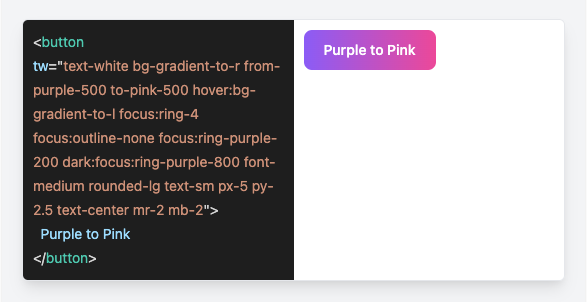 <button
tw="text-white bg-gradient-to-r from-
purple-500 to-pink-500 hover:bg-
gradient-to-l focus:ring-4
focus:outline-none focus:ring-purple-
200 dark:focus:ring-purple-800 font-
medium rounded-lg text-sm px-5 py-
2.5 text-center mr-2 mb-2">
Purple to Pink
</button>
Purple to Pink